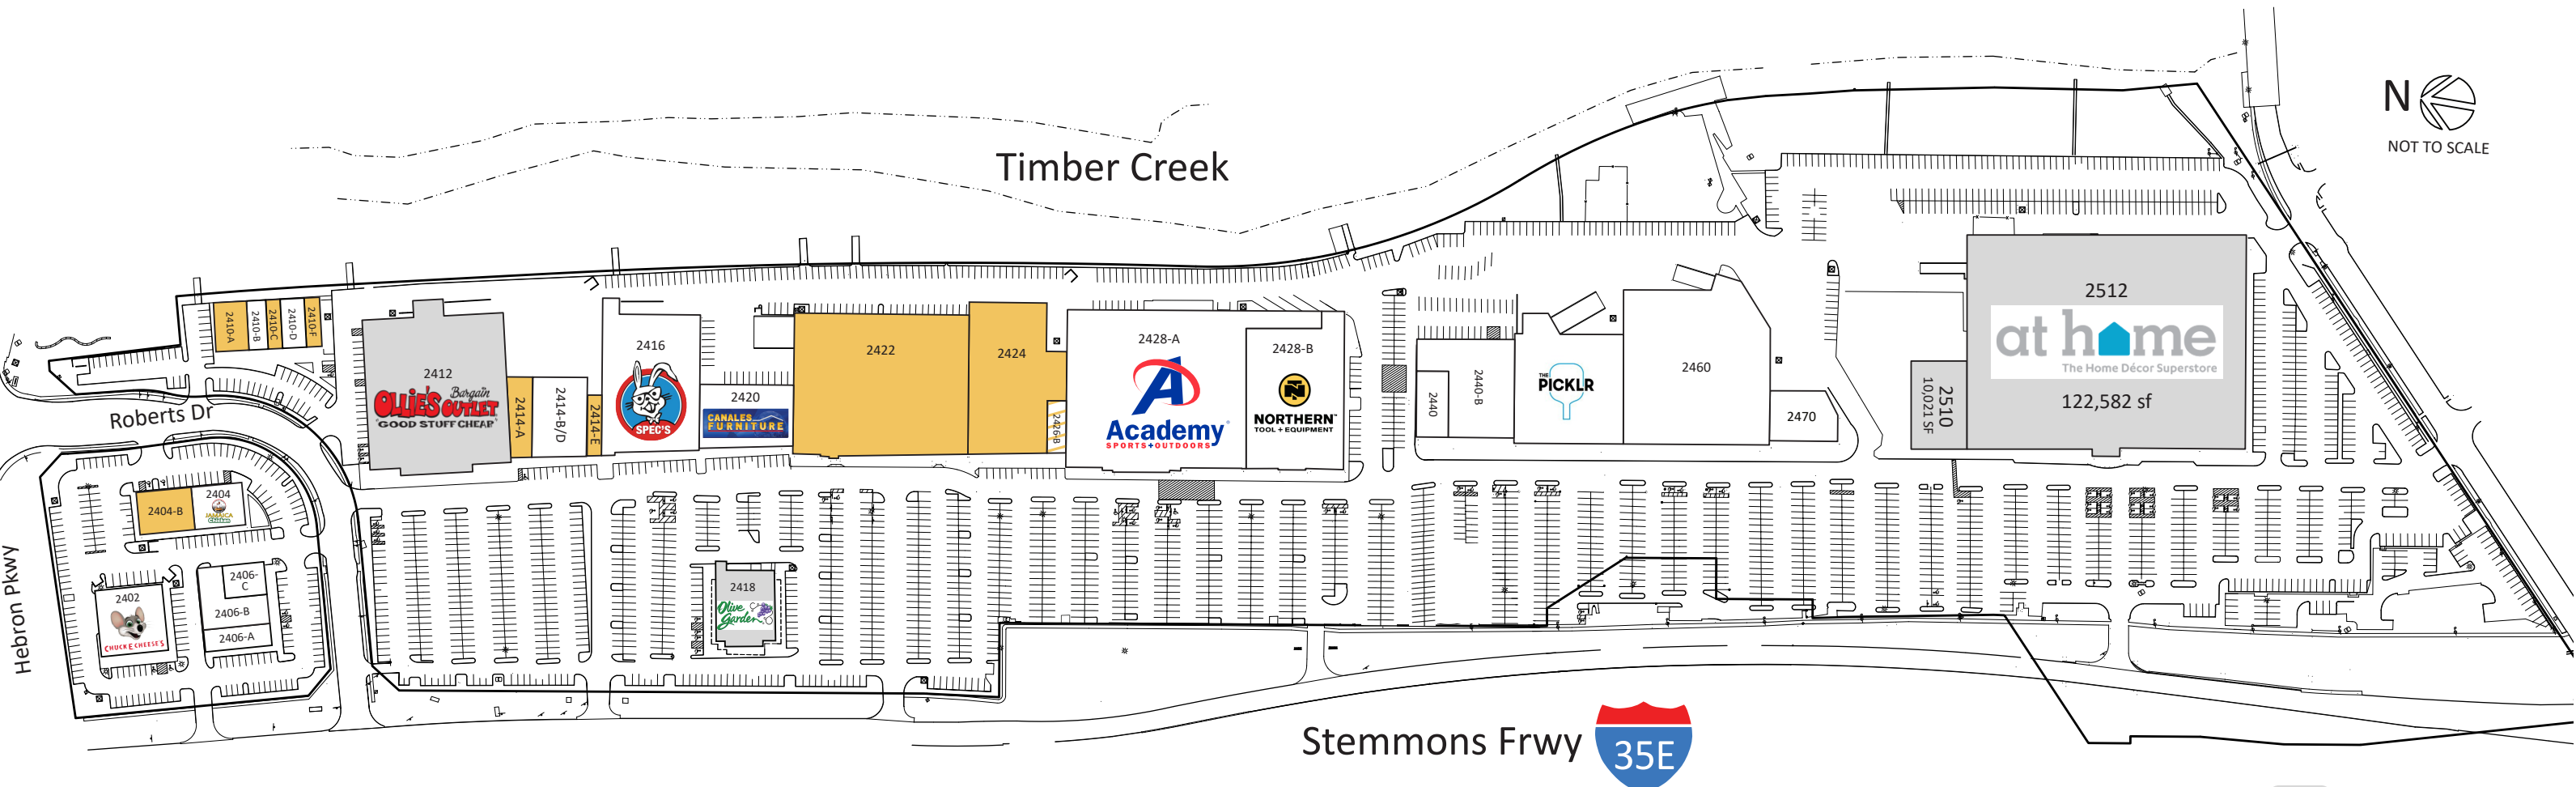 Timber Creek
N
NOT TO SCALE
2410-A
2410-B
2410-C
2410-D
2410-F
2412
OLLIE'S
Bargain
OUTLET
"GOOD STUFF CHEAP"
2414-A
2414-B/D
2414-E
2416
SPEC'S
2420
CANALES
FURNITURE
2422
2424
2426-B
2428-A
Academy
SPORTS+OUTDOORS
2428-B
NORTHERN
TOOL + EQUIPMENT
2440
2440-B
THE
PICKLR
2460
2470
2510
10,021 SF
2512
at home
The Home Décor Superstore
122,582 sf
Roberts Dr
Hebron Pkwy
2404-B
2404
JAMAICA
Chicken
2402
CHUCK E. CHEESE'S
2406-
C
2406-B
2406-A
2418
Olive
Garden
Stemmons Frwy
35E